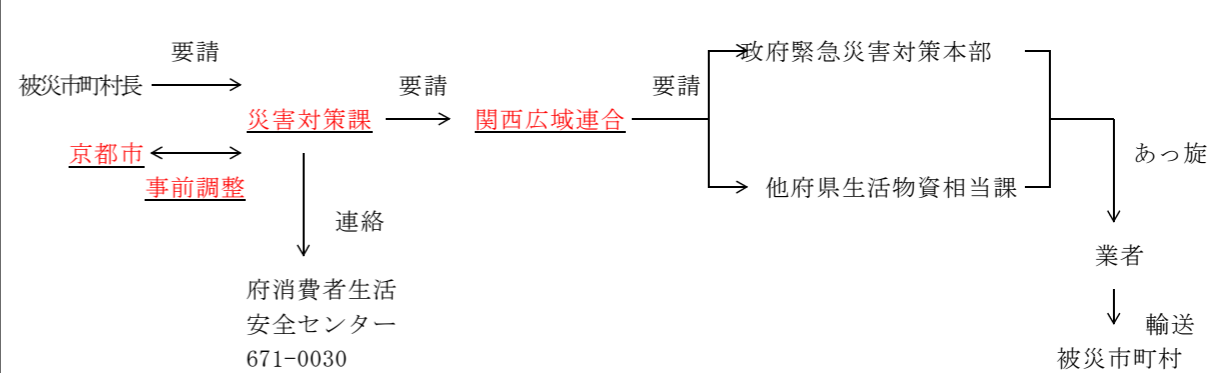 要請
被災市町村長
災害対策課
京都市
事前調整
連絡
府消費者生活
安全センター
671-0030
要請
関西広域連合
要請
政府緊急災害対策本部
他府県生活物資相当課
あっ旋
業者
輸送
被災市町村